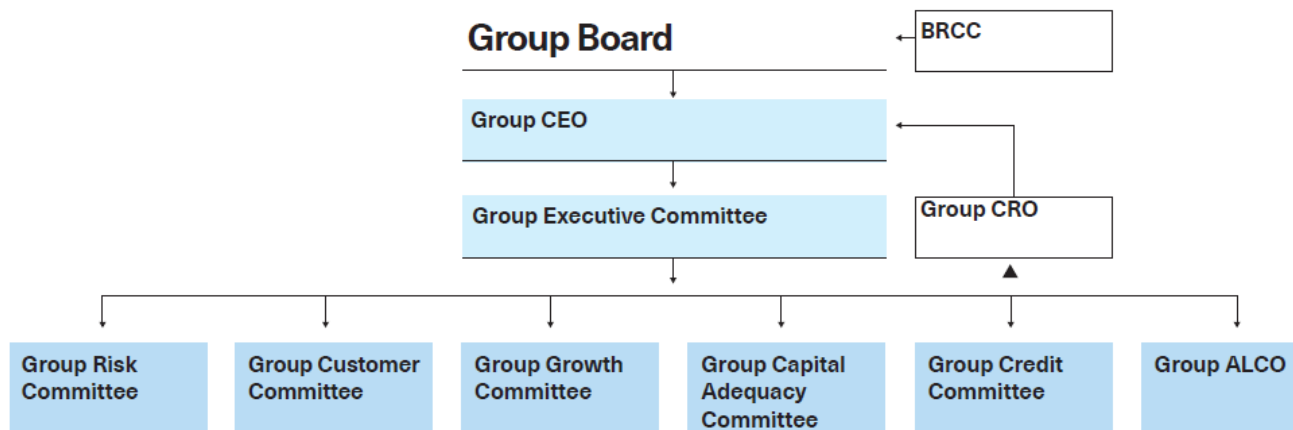 Group Board
BRCC
Group CEO
Group Executive Committee
Group CRO
Group Risk
Committee
Group Customer
Committee
Group Growth
Committee
Group Capital
Adequacy
Committee
Group Credit
Committee
Group ALCO